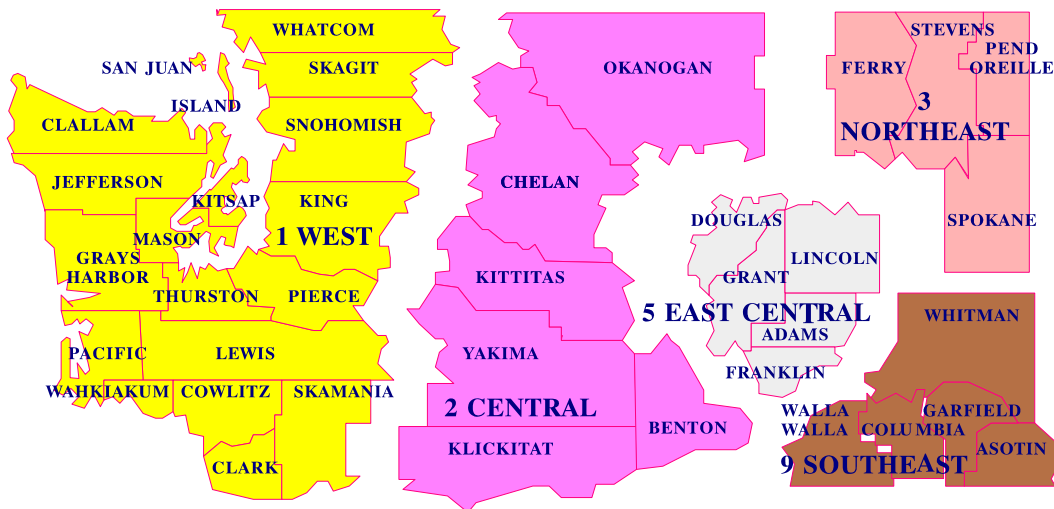 WHATCOM
SAN JUAN
SKAGIT
ISLAND
CLALLAM
SNOHOMISH
JEFFERSON
KITSAP
KING
MASON
1 WEST
GRAYS
HARBOR
THURSTON
PIERCE
PACIFIC
LEWIS
WAHKIAKUM
COWLITZ
SKAMANIA
CLARK
OKANOGAN
CHELAN
KITTITAS
YAKIMA
2 CENTRAL
KLICKITAT
BENTON
STEVENS
PEND
OREILLE
FERRY
3
NORTHEAST
SPOKANE
DOUGLAS
LINCOLN
GRANT
5 EAST CENTRAL
ADAMS
FRANKLIN
WHITMAN
WALLA
WALLA
COLUMBIA
GARFIELD
ASOTIN
9 SOUTHEAST